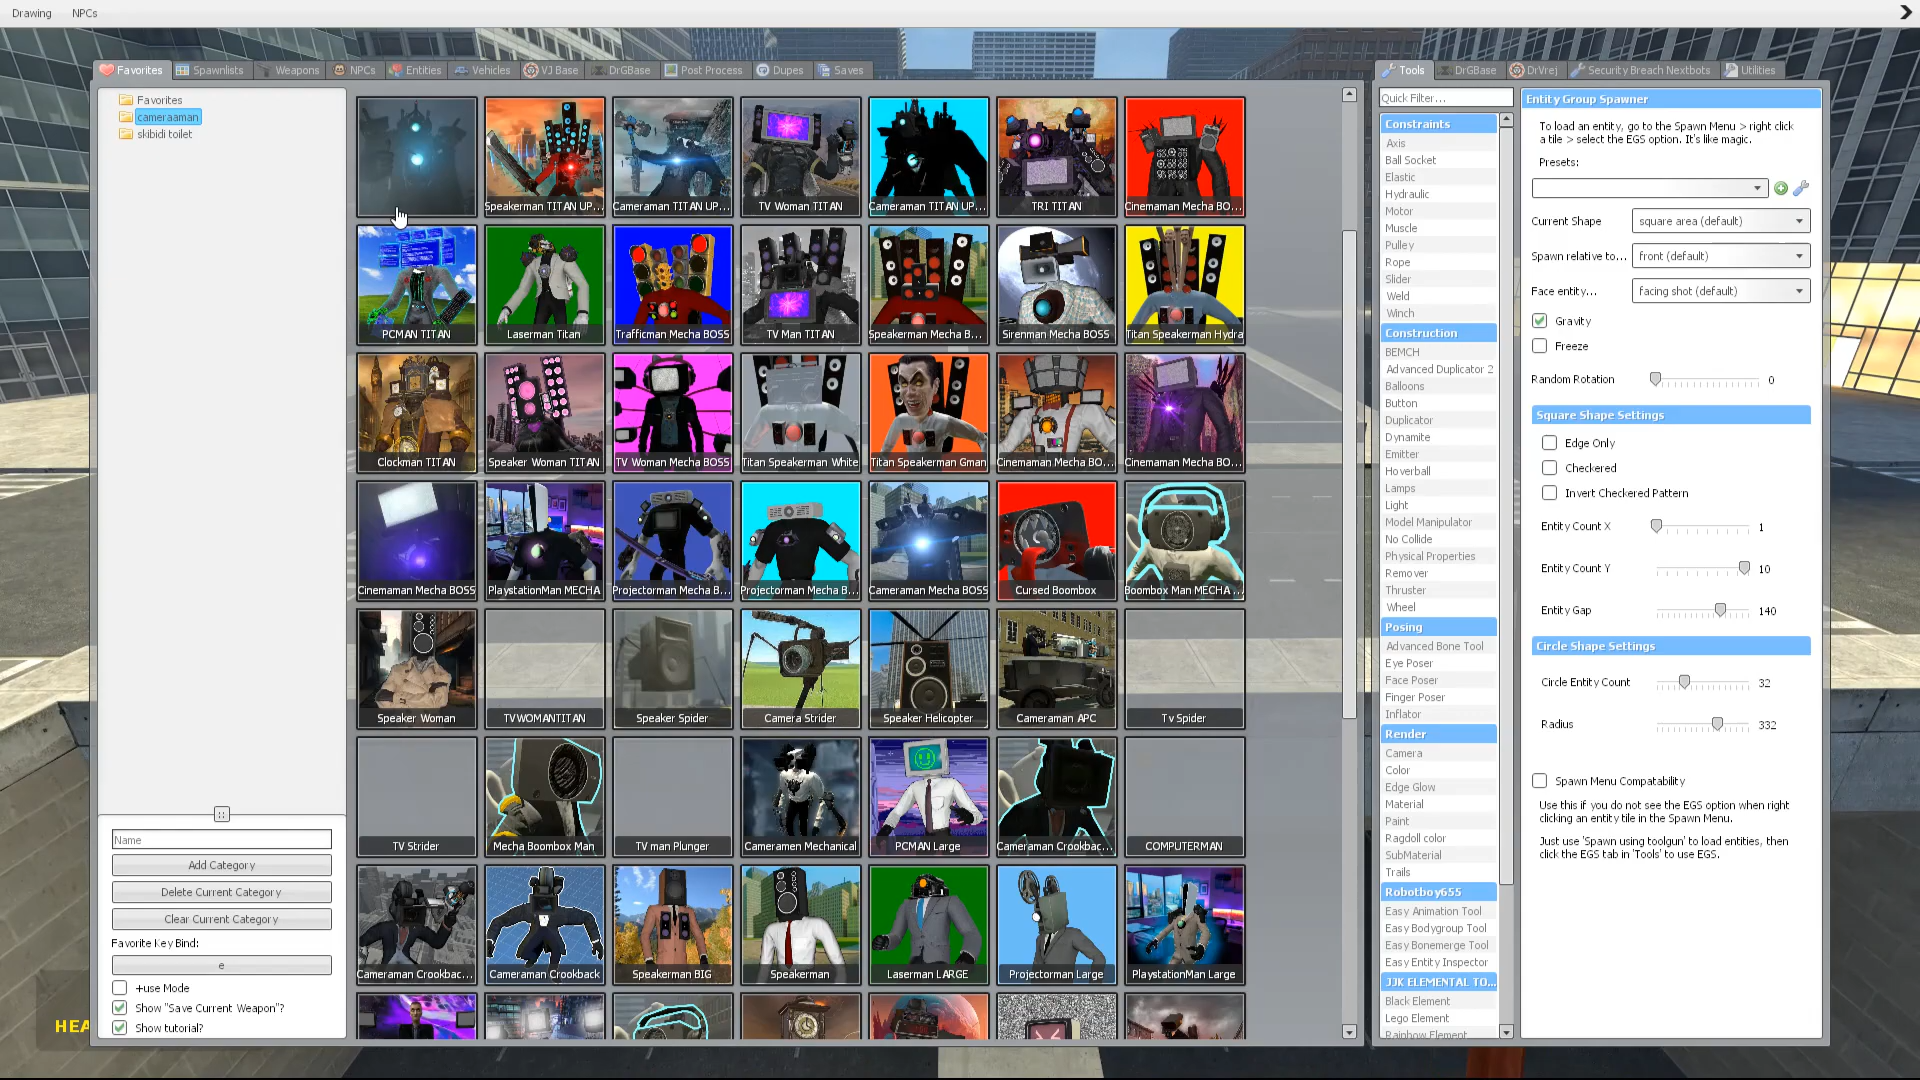 Drawing NPCs
Favorites Spawnlists Weapons NPCs Entities Vehicles VJ Base DrGBase Post Process Dupes Saves
Favorites
cameraaman
skibidi toilet
Speakerman TITAN UP... Cameraman TITAN UP... TV Woman TITAN Cameraman TITAN UP... TRI TITAN Cinemaman Mecha BO...
PCMAN TITAN Laserman Titan Trafficman Mecha BOSS TV Man TITAN Speakerman Mecha B... Sirenman Mecha BOSS Titan Speakerman Hydra
Clockman TITAN Speaker Woman TITAN TV Woman Mecha BOSS Titan Speakerman White Titan Speakerman Gman Cinemaman Mecha BO... Cinemaman Mecha BO...
Cinemaman Mecha BOSS PlaystationMan MECHA Projectorman Mecha B... Projectorman Mecha B... Cameraman Mecha BOSS Cursed Boombox Boombox Man MECHA ...
Speaker Woman TVWOMANTITAN Speaker Spider Camera Strider Speaker Helicopter Cameraman APC Tv Spider
TV Strider Mecha Boombox Man TV man Plunger Cameramen Mechanical PCMAN Large Cameraman Crookbac... COMPUTERMAN
Cameraman Crookbac... Cameraman Crookback Speakerman BIG Speakerman Laserman LARGE Projectorman Large PlaystationMan Large
Name
Add Category
Delete Current Category
Clear Current Category
Favorite Key Bind:
e
+use Mode
Show "Save Current Weapon"?
Show tutorial?
HEA
Tools DrGBase DrVrej Security Breach Nextbots Utilities
Quick Filter...
Constraints
Axis
Ball Socket
Elastic
Hydraulic
Motor
Muscle
Pulley
Rope
Slider
Weld
Winch
Construction
BEMCH
Advanced Duplicator 2
Balloons
Button
Duplicator
Dynamite
Emitter
Hoverball
Lamps
Light
Model Manipulator
No Collide
Physical Properties
Remover
Thruster
Wheel
Posing
Advanced Bone Tool
Eye Poser
Face Poser
Finger Poser
Inflator
Render
Camera
Color
Edge Glow
Material
Paint
Ragdoll color
SubMaterial
Trails
Robotboy655
Easy Animation Tool
Easy Bodygroup Tool
Easy Bonemerge Tool
Easy Entity Inspector
JJK ELEMENTAL TO...
Black Element
Lego Element
Rainbow Element
Entity Group Spawner
To load an entity, go to the Spawn Menu > right click
a tile > select the EGS option. It's like magic.
Presets:
Current Shape square area (default)
Spawn relative to... front (default)
Face entity... facing shot (default)
Gravity
Freeze
Random Rotation 0
Square Shape Settings
Edge Only
Checkered
Invert Checkered Pattern
Entity Count X 1
Entity Count Y 10
Entity Gap 140
Circle Shape Settings
Circle Entity Count 32
Radius 332
Spawn Menu Compatability
Use this if you do not see the EGS option when right
clicking an entity tile in the Spawn Menu.
Just use 'Spawn using toolgun' to load entities, then
click the EGS tab in 'Tools' to use EGS.